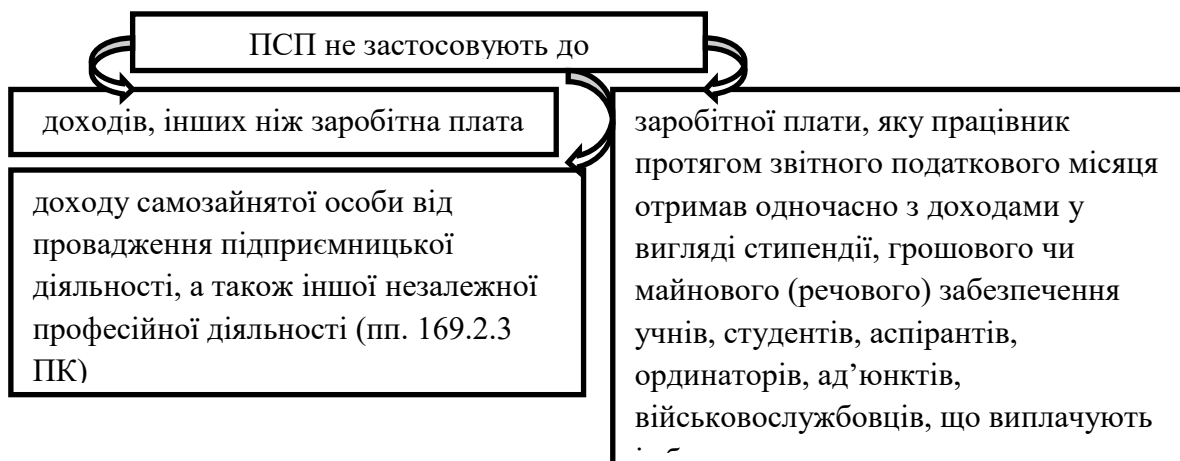 ПСП не застосовують до
доходів, інших ніж заробітна плата
доходу самозайнятої особи від
провадження підприємницької
діяльності, а також іншої незалежної
професійної діяльності (пп. 169.2.3
ПК)
заробітної плати, яку працівник
протягом звітного податкового місяця
отримав одночасно з доходами у
вигляді стипендії, грошового чи
майнового (речового) забезпечення
учнів, студентів, аспірантів,
ординаторів, ад’юнктів,
військовослужбовців, що виплачують